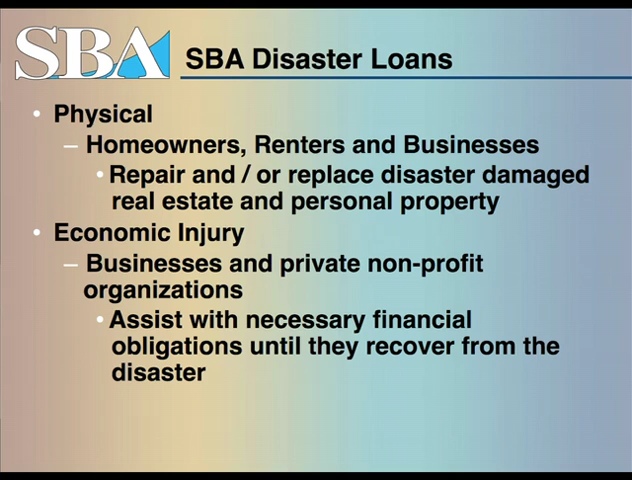 SBA SBA Disaster Loans
• Physical
– Homeowners, Renters and Businesses
• Repair and / or replace disaster damaged
real estate and personal property
• Economic Injury
– Businesses and private non-profit
organizations
• Assist with necessary financial
obligations until they recover from the
disaster